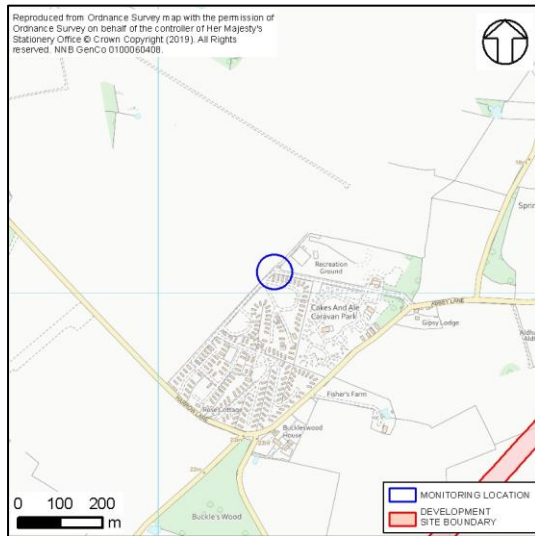 Reproduced from Ordnance Survey map with the permission of
Ordnance Survey on behalf of the controller of Her Majesty's
Stationery Office © Crown Copyright (2019). All Rights
reserved. NNB GenCo 0100060408.
Recreation
Ground
Cakes And Ale
Caravan Park
ABBEY LANE
Gipsy Lodge
Fisher's Farm
Rose Cottage
Buckleswood
House
Buckle's Wood
0 100 200
m
MONITORING LOCATION
DEVELOPMENT
SITE BOUNDARY